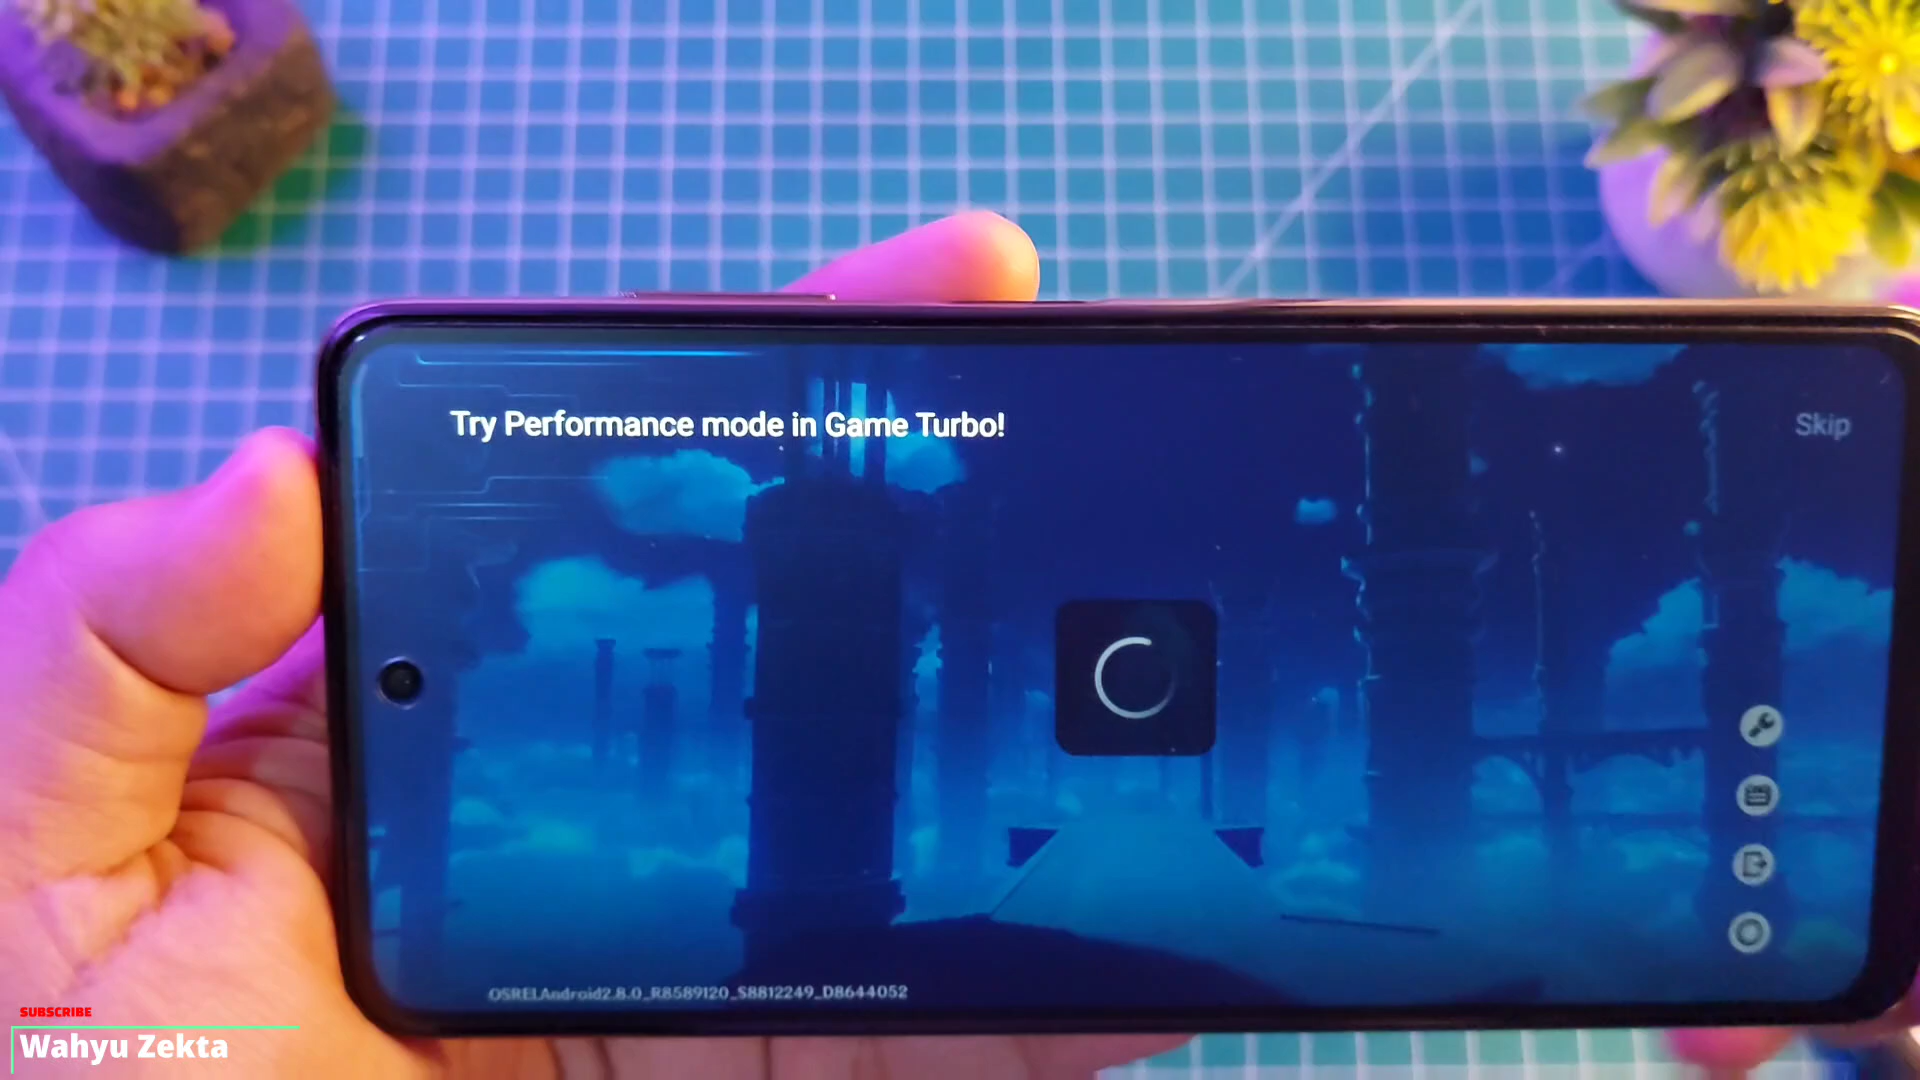 Try Performance mode in Game Turbo!
Skip
OSRELAndroid2.8.0_R8589120_S8812249_D8644052
SUBSCRIBE
Wahyu Zekta